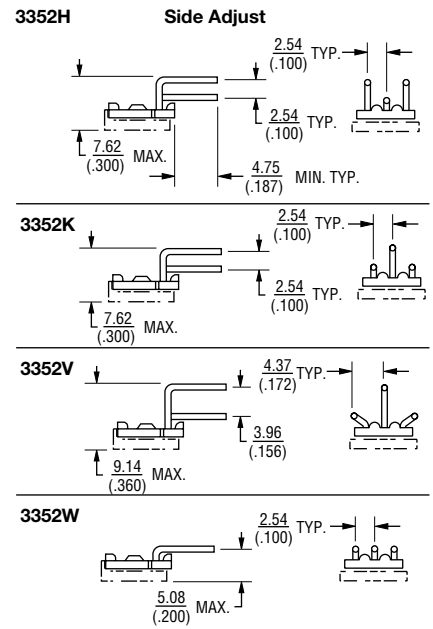 3352H Side Adjust
2.54
(.100) TYP.
2.54
(.100) TYP.
7.62
(.300) MAX.
4.75
(.187) MIN. TYP.
3352K
2.54
(.100) TYP.
2.54
(.100) TYP.
7.62
(.300) MAX.
3352V
4.37
(.172) TYP.
3.96
(.156)
9.14
(.360) MAX.
3352W
2.54
(.100) TYP.
5.08
(.200) MAX.